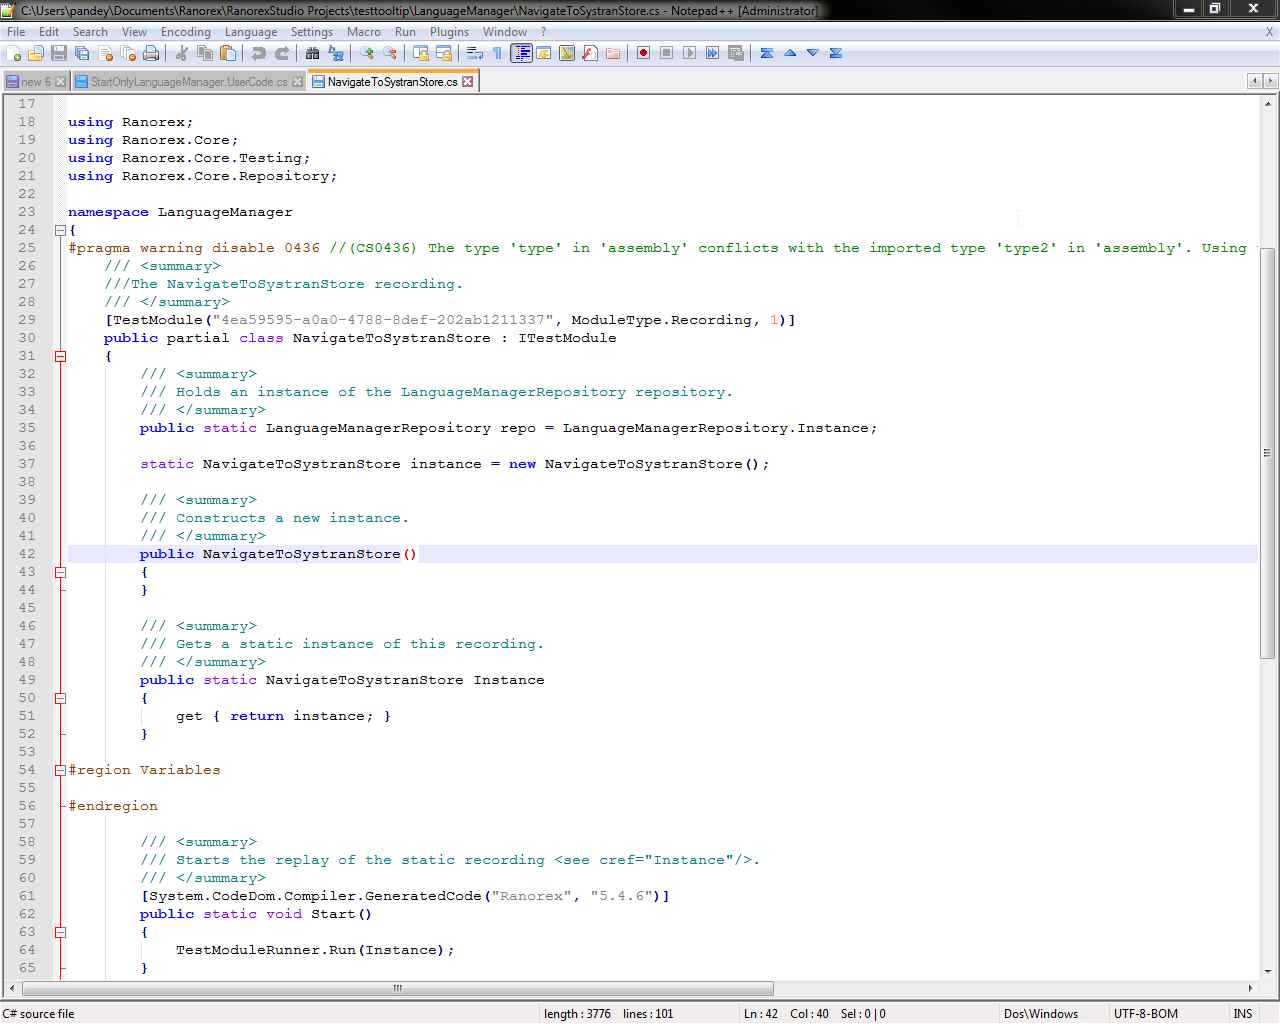 C:\Users\pandey\Documents\Ranorex\RanorexStudio Projects\testtooltip\LanguageManager\NavigateToSystranStore.cs - Notepad++ [Administrator]
File Edit Search View Encoding Language Settings Macro Run Plugins Window ? X
new 6 StartOnlyLanguageManager.UserCode.cs NavigateToSystranStore.cs
17
18 using Ranorex;
19 using Ranorex.Core;
20 using Ranorex.Core.Testing;
21 using Ranorex.Core.Repository;
22
23 namespace LanguageManager
24 {
25 #pragma warning disable 0436 //(CS0436) The type 'type' in 'assembly' conflicts with the imported type 'type2' in 'assembly'. Using
26 /// <summary>
27 ///The NavigateToSystranStore recording.
28 /// </summary>
29 [TestModule("4ea59595-a0a0-4788-8def-202ab1211337", ModuleType.Recording, 1)]
30 public partial class NavigateToSystranStore : ITestModule
31 {
32 /// <summary>
33 /// Holds an instance of the LanguageManagerRepository repository.
34 /// </summary>
35 public static LanguageManagerRepository repo = LanguageManagerRepository.Instance;
36
37 static NavigateToSystranStore instance = new NavigateToSystranStore();
38
39 /// <summary>
40 /// Constructs a new instance.
41 /// </summary>
42 public NavigateToSystranStore()
43 {
44 }
45
46 /// <summary>
47 /// Gets a static instance of this recording.
48 /// </summary>
49 public static NavigateToSystranStore Instance
50 {
51 get { return instance; }
52 }
53
54 #region Variables
55
56 #endregion
57
58 /// <summary>
59 /// Starts the replay of the static recording <see cref="Instance"/>.
60 /// </summary>
61 [System.CodeDom.Compiler.GeneratedCode("Ranorex", "5.4.6")]
62 public static void Start()
63 {
64 TestModuleRunner.Run(Instance);
65 }
C# source file length : 3776 lines : 101 Ln : 42 Col : 40 Sel : 0 | 0 Dos\Windows UTF-8-BOM INS